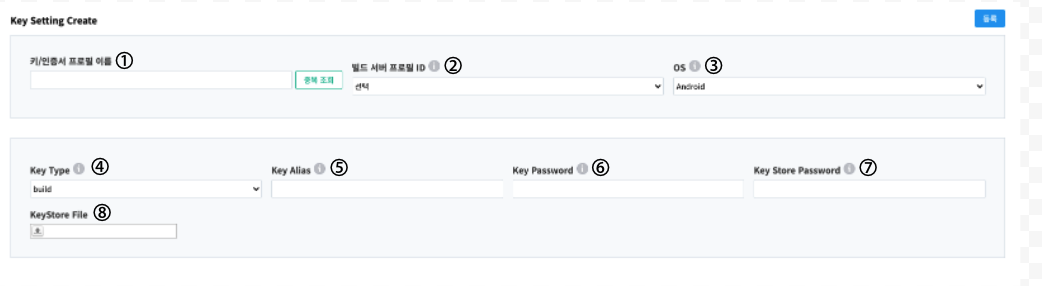 Key Setting Create
등록
키/인증서 프로필 이름 ①
중복 조회
빌드 서버 프로필 ID ②
선택
OS ③
Android
Key Type ④
build
Key Alias ⑤
Key Password ⑥
Key Store Password ⑦
KeyStore File ⑧